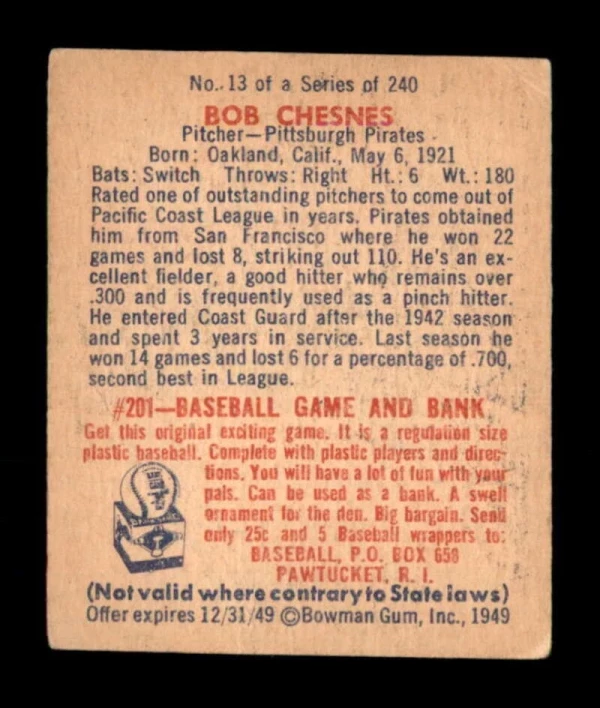 No. 13 of a Series of 240
BOB CHESNES
Pitcher—Pittsburgh Pirates
Born: Oakland, Calif., May 6, 1921
Bats: Switch Throws: Right Ht.: 6 Wt.: 180
Rated one of outstanding pitchers to come out of
Pacific Coast League in years. Pirates obtained
him from San Francisco where he won 22
games and lost 8, striking out 110. He's an ex-
cellent fielder, a good hitter who remains over
.300 and is frequently used as a pinch hitter.
He entered Coast Guard after the 1942 season
and spent 3 years in service. Last season he
won 14 games and lost 6 for a percentage of .700,
second best in League.
#201—BASEBALL GAME AND BANK
Get this original exciting game. It is a regulation size
plastic baseball. Complete with plastic players and direc-
tions. You will have a lot of fun with your
pals. Can be used as a bank. A swell
ornament for the den. Big bargain. Send
only 25c and 5 Baseball wrappers to:
BASEBALL, P.O. BOX 650
PAWTUCKET, R. I.
(Not valid where contrary to State laws)
Offer expires 12/31/49 ©Bowman Gum, Inc., 1949